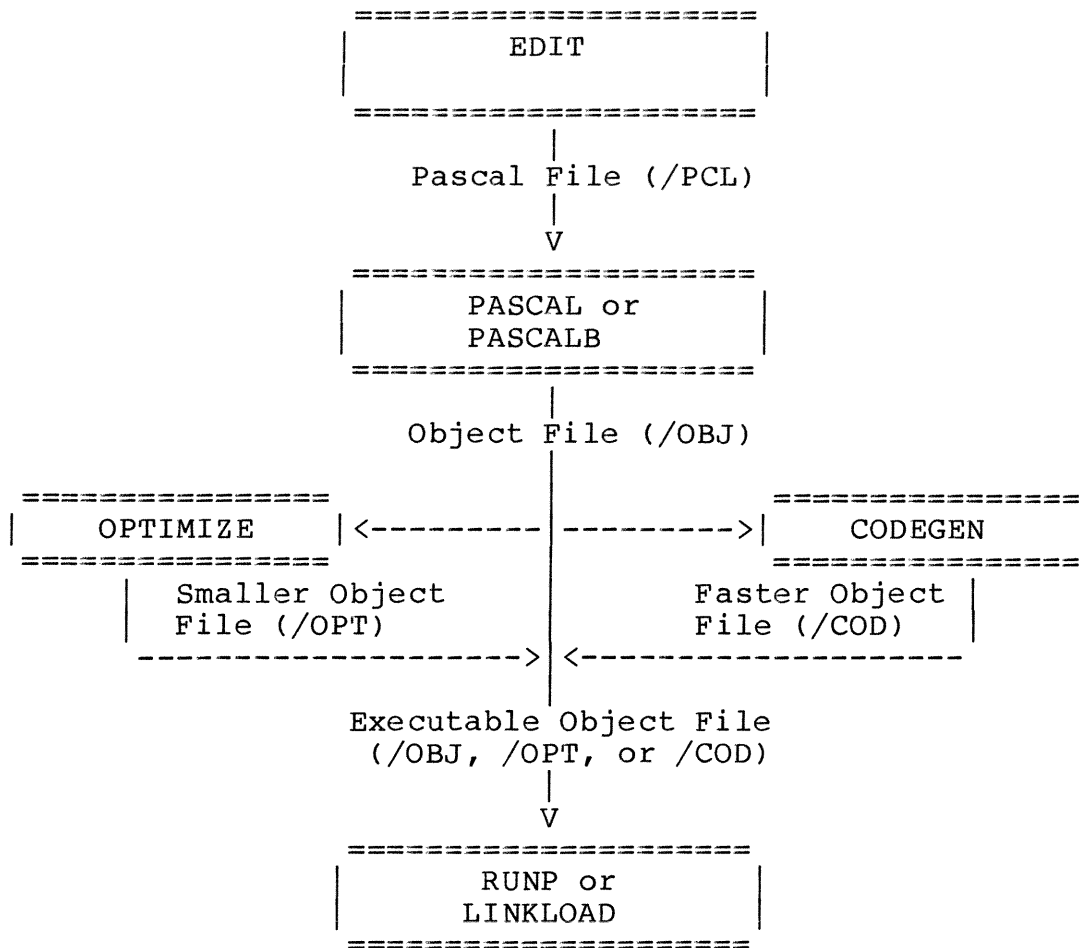 EDIT
Pascal File (/PCL)
V
PASCAL or
PASCALB
Object File (/OBJ)
OPTIMIZE
CODEGEN
Smaller Object
File (/OPT)
Faster Object
File (/COD)
Executable Object File
(/OBJ, /OPT, or /COD)
V
RUNP or
LINKLOAD